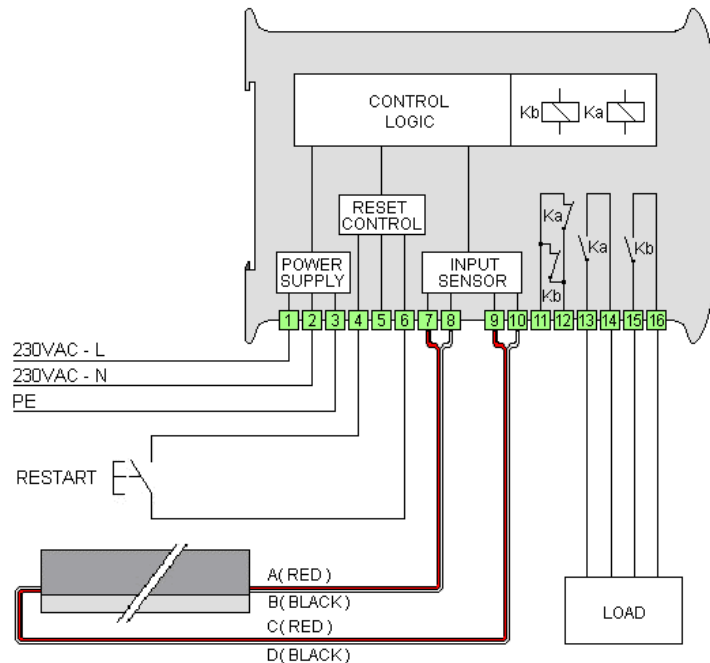 CONTROL
LOGIC
Kb
Ka
RESET
CONTROL
Ka
Ka
Kb
POWER
SUPPLY
INPUT
SENSOR
Kb
1 2 3 4 5 6 7 8 9 10 11 12 13 14 15 16
230VAC - L
230VAC - N
PE
RESTART
A( RED )
B( BLACK )
C( RED )
D( BLACK )
LOAD